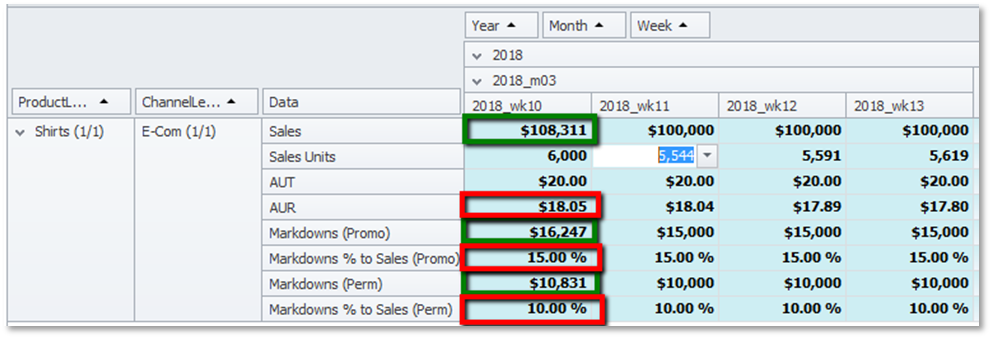 Year Month Week
2018
2018_m03
ProductL... ChannelLe... Data 2018_wk10 2018_wk11 2018_wk12 2018_wk13
Shirts (1/1) E-Com (1/1) Sales $108,311 $100,000 $100,000 $100,000
Sales Units 6,000 5,544 5,591 5,619
AUT $20.00 $20.00 $20.00 $20.00
AUR $18.05 $18.04 $17.89 $17.80
Markdowns (Promo) $16,247 $15,000 $15,000 $15,000
Markdowns % to Sales (Promo) 15.00 % 15.00 % 15.00 % 15.00 %
Markdowns (Perm) $10,831 $10,000 $10,000 $10,000
Markdowns % to Sales (Perm) 10.00 % 10.00 % 10.00 % 10.00 %